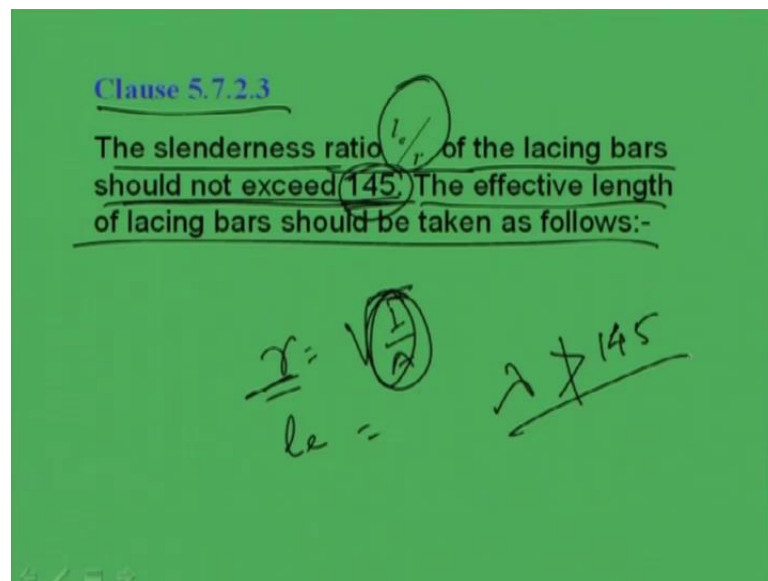 Clause 5.7.2.3
The slenderness ratio le/r of the lacing bars
should not exceed 145. The effective length
of lacing bars should be taken as follows:-
r = √I/A
le =
λ ≯ 145